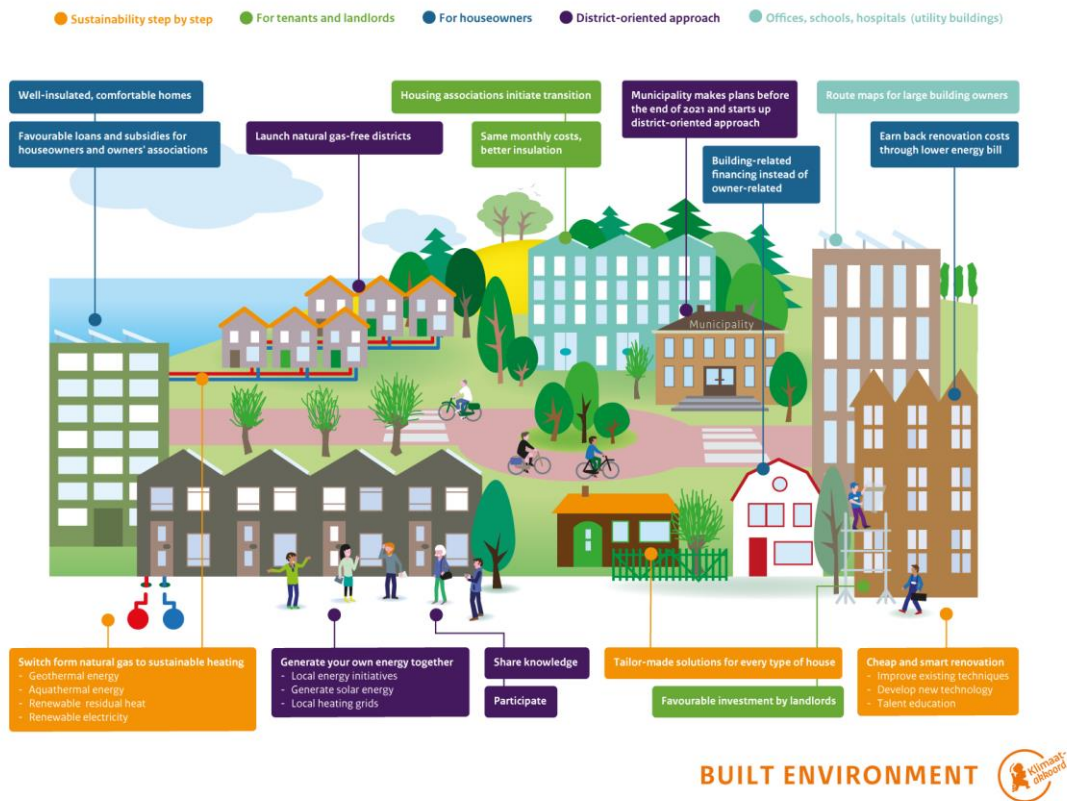 Sustainability step by step
For tenants and landlords
For houseowners
District-oriented approach
Offices, schools, hospitals (utility buildings)
Well-insulated, comfortable homes
Favourable loans and subsidies for
houseowners and owners' associations
Launch natural gas-free districts
Housing associations initiate transition
Same monthly costs,
better insulation
Municipality makes plans before
the end of 2021 and starts up
district-oriented approach
Building-related
financing instead of
owner-related
Route maps for large building owners
Earn back renovation costs
through lower energy bill
Municipality
Switch form natural gas to sustainable heating
- Geothermal energy
- Aquathermal energy
- Renewable residual heat
- Renewable electricity
Generate your own energy together
- Local energy initiatives
- Generate solar energy
- Local heating grids
Share knowledge
Participate
Tailor-made solutions for every type of house
Favourable investment by landlords
Cheap and smart renovation
- Improve existing techniques
- Develop new technology
- Talent education
BUILT ENVIRONMENT
Klimaat-
akkoord